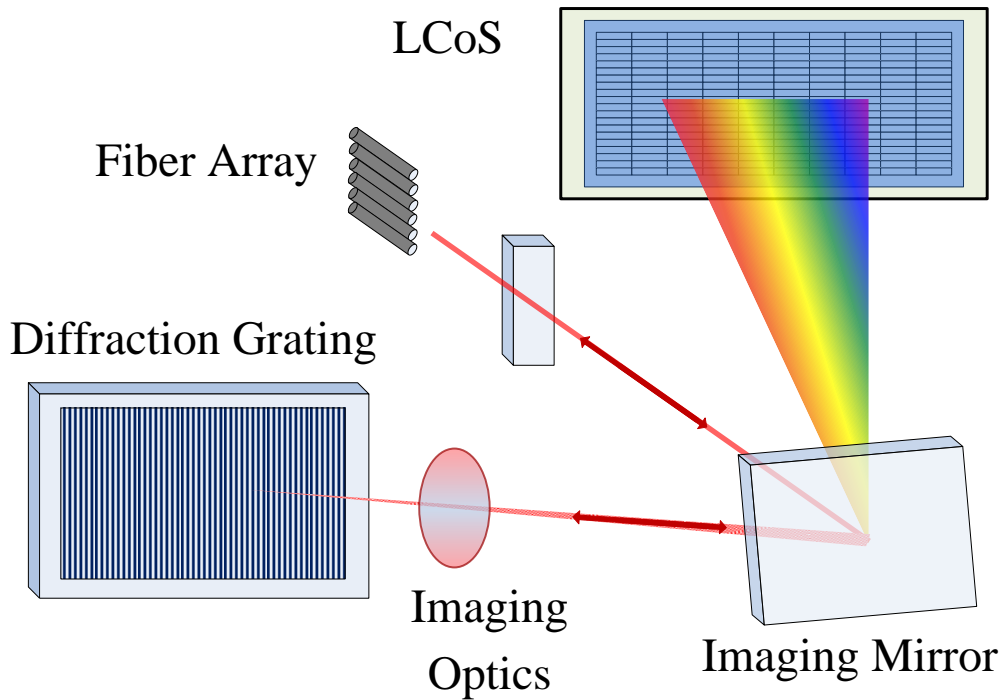 LCoS
Fiber Array
Diffraction Grating
Imaging
Optics
Imaging Mirror